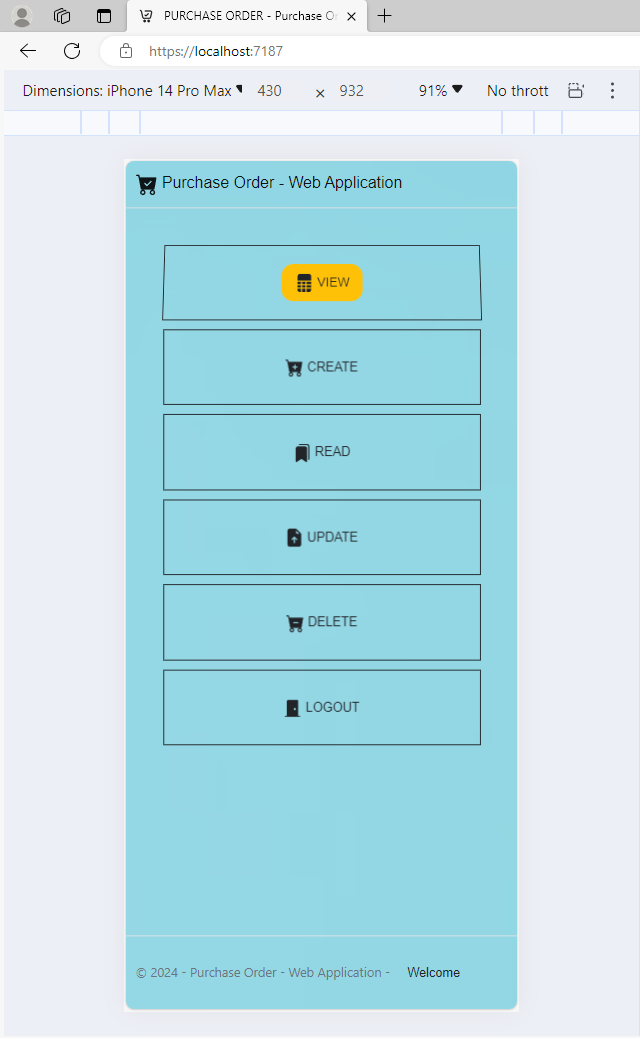 PURCHASE ORDER - Purchase Or
https://localhost:7187
Dimensions: iPhone 14 Pro Max 430 × 932 91% No thrott
Purchase Order - Web Application
VIEW
CREATE
READ
UPDATE
DELETE
LOGOUT
© 2024 - Purchase Order - Web Application - Welcome